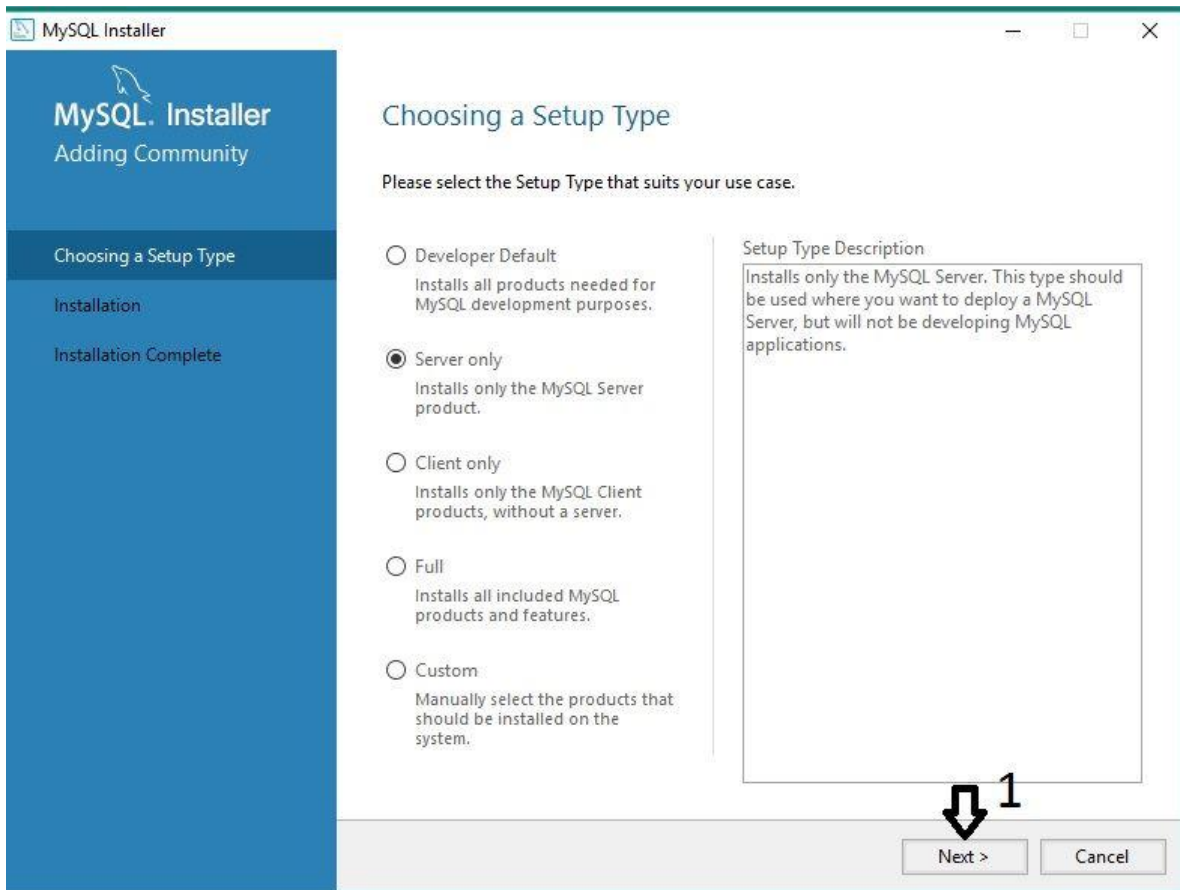 MySQL Installer
MySQL. Installer
Adding Community
Choosing a Setup Type
Installation
Installation Complete
Choosing a Setup Type
Please select the Setup Type that suits your use case.
Developer Default
Installs all products needed for
MySQL development purposes.
Server only
Installs only the MySQL Server
product.
Client only
Installs only the MySQL Client
products, without a server.
Full
Installs all included MySQL
products and features.
Custom
Manually select the products that
should be installed on the
system.
Setup Type Description
Installs only the MySQL Server. This type should
be used where you want to deploy a MySQL
Server, but will not be developing MySQL
applications.
1
Next >
Cancel